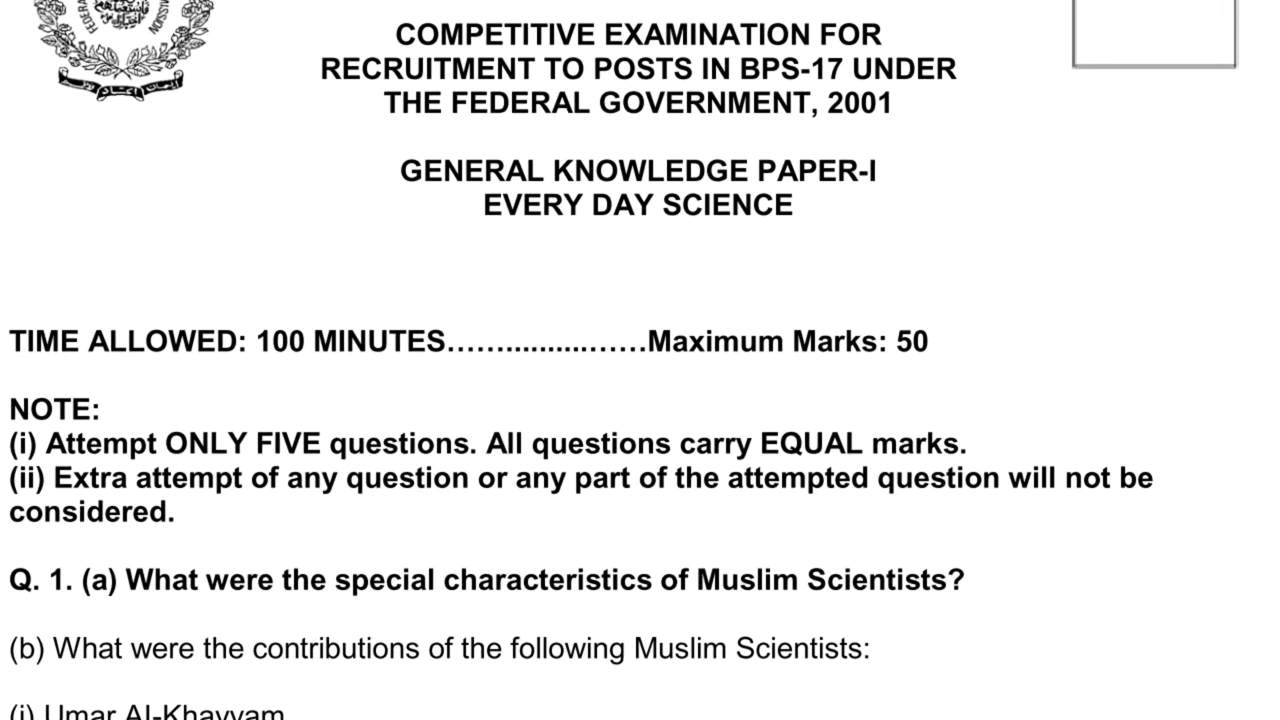 COMPETITIVE EXAMINATION FOR
RECRUITMENT TO POSTS IN BPS-17 UNDER
THE FEDERAL GOVERNMENT, 2001
GENERAL KNOWLEDGE PAPER-I
EVERY DAY SCIENCE
TIME ALLOWED: 100 MINUTES…….........……Maximum Marks: 50
NOTE:
(i) Attempt ONLY FIVE questions. All questions carry EQUAL marks.
(ii) Extra attempt of any question or any part of the attempted question will not be
considered.
Q. 1. (a) What were the special characteristics of Muslim Scientists?
(b) What were the contributions of the following Muslim Scientists:
(i) Umar Al-Khayyam